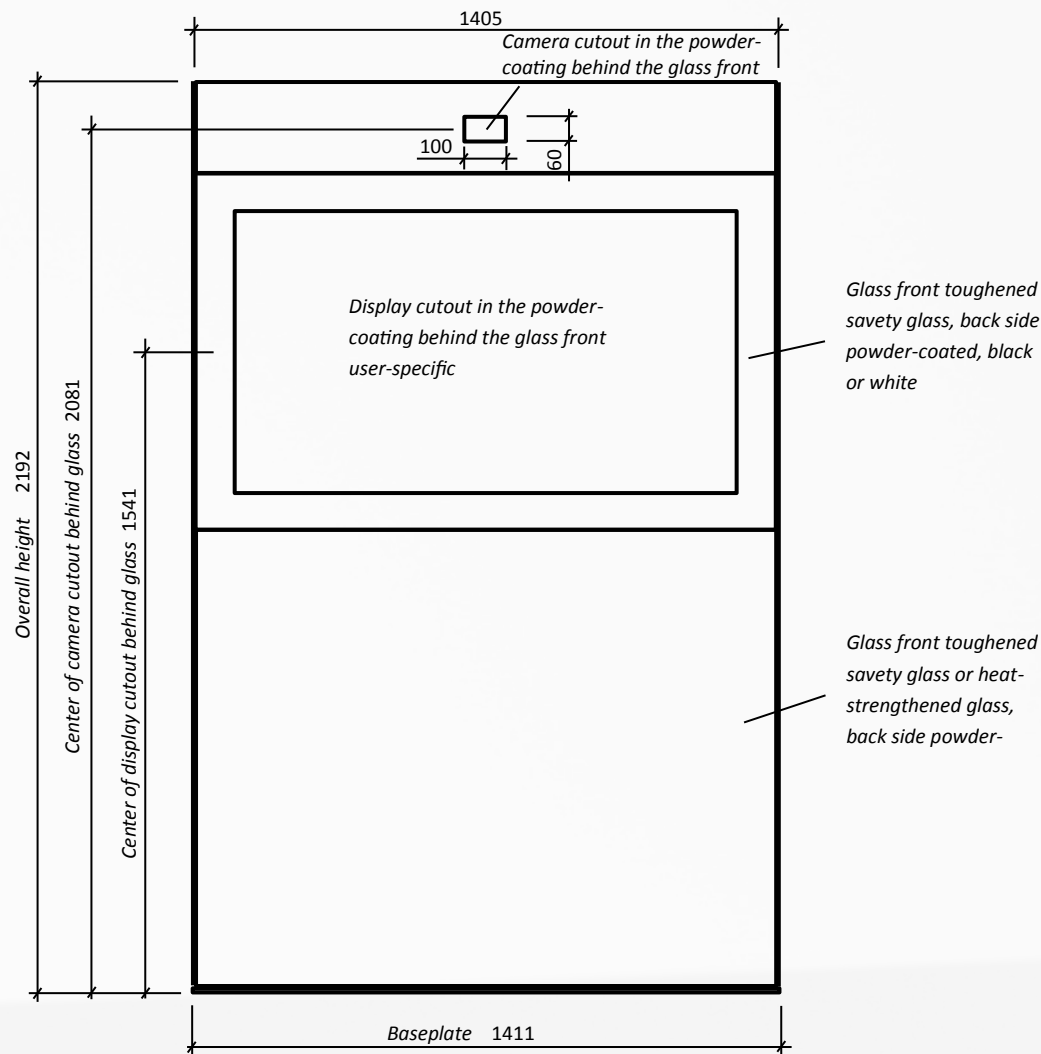 1405
Camera cutout in the powder-
coating behind the glass front
100
60
Display cutout in the powder-
coating behind the glass front
user-specific
Glass front toughened
savety glass, back side
powder-coated, black
or white
Overall height 2192
Center of camera cutout behind glass 2081
Center of display cutout behind glass 1541
Glass front toughened
savety glass or heat-
strengthened glass,
back side powder-
Baseplate 1411